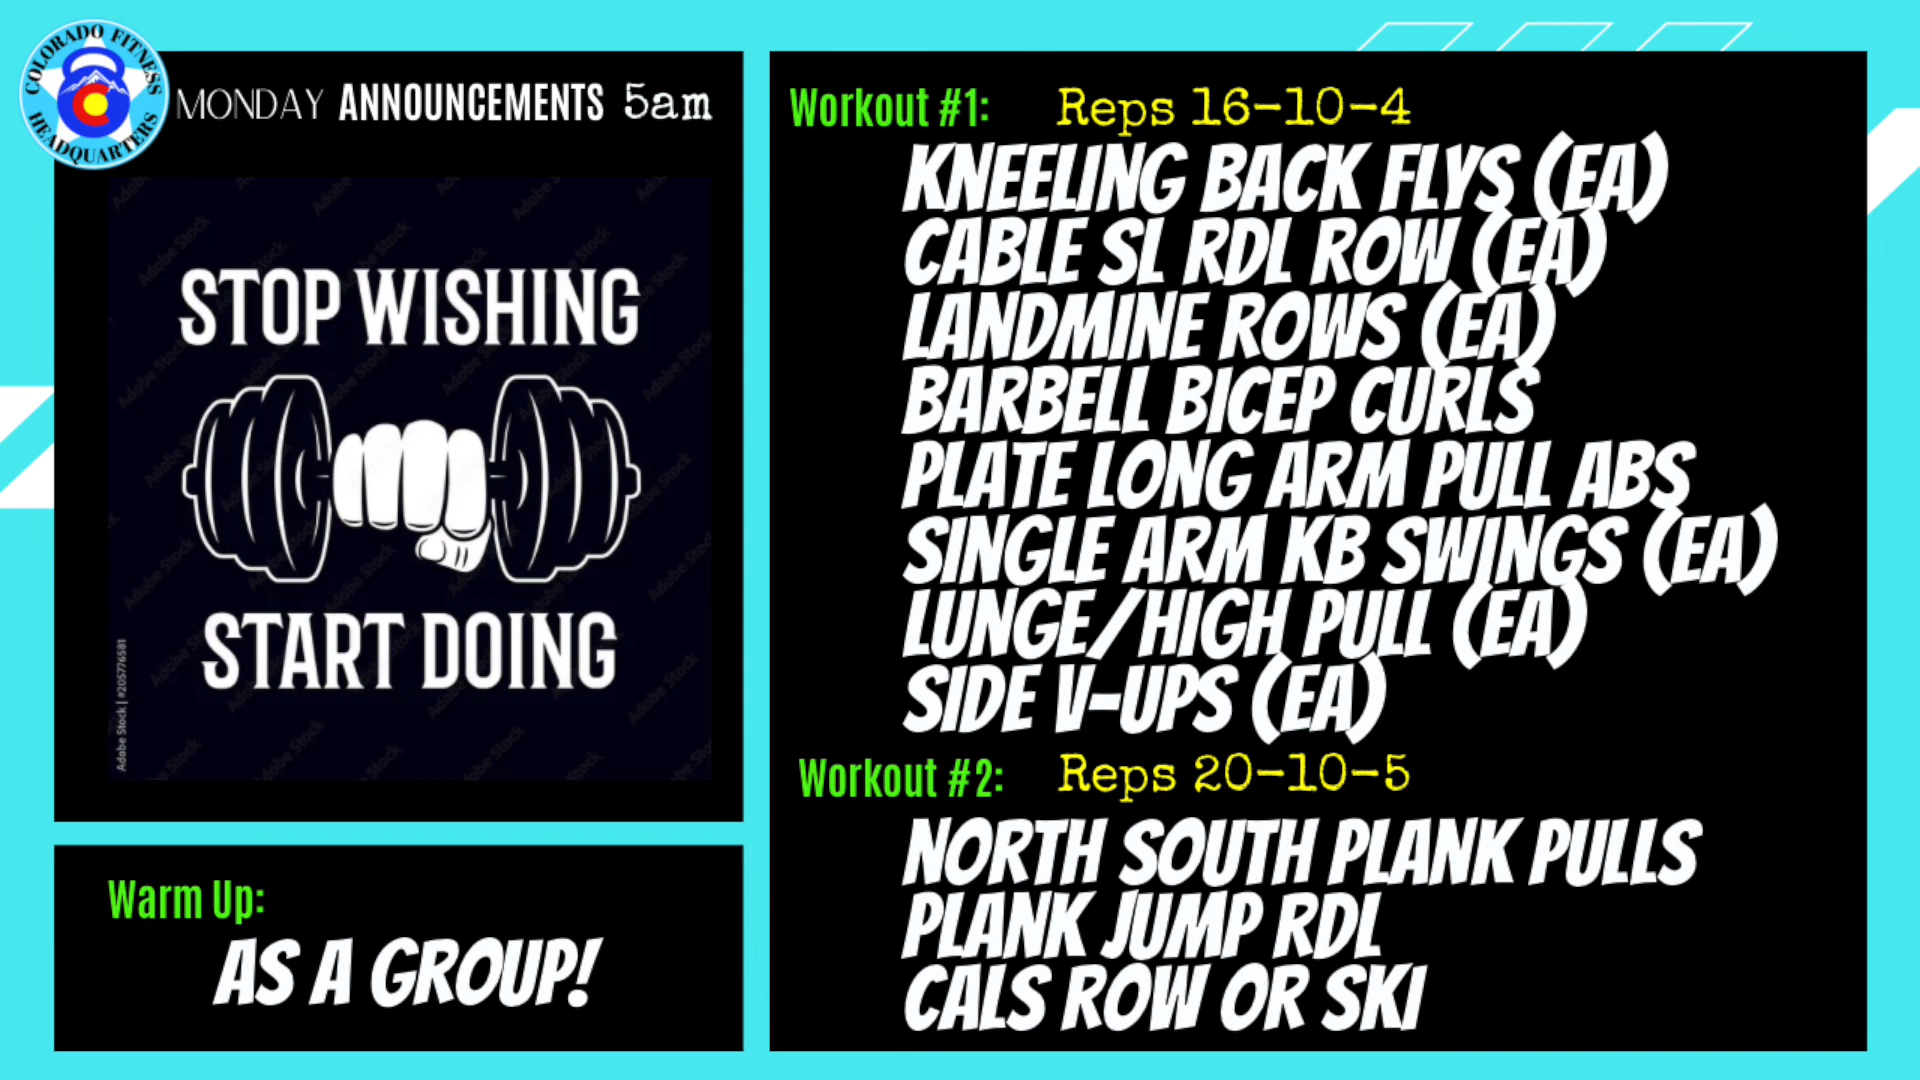 COLORADO FITNESS
HEADQUARTERS
MONDAY ANNOUNCEMENTS 5am
STOP WISHING
START DOING
Adobe Stock | #205776581
Warm Up:
AS A GROUP!
Workout #1: Reps 16-10-4
KNEELING BACK FLYS (EA)
CABLE SL RDL ROW (EA)
LANDMINE ROWS (EA)
BARBELL BICEP CURLS
PLATE LONG ARM PULL ABS
SINGLE ARM KB SWINGS (EA)
LUNGE/HIGH PULL (EA)
SIDE V-UPS (EA)
Workout #2: Reps 20-10-5
NORTH SOUTH PLANK PULLS
PLANK JUMP RDL
CALS ROW OR SKI